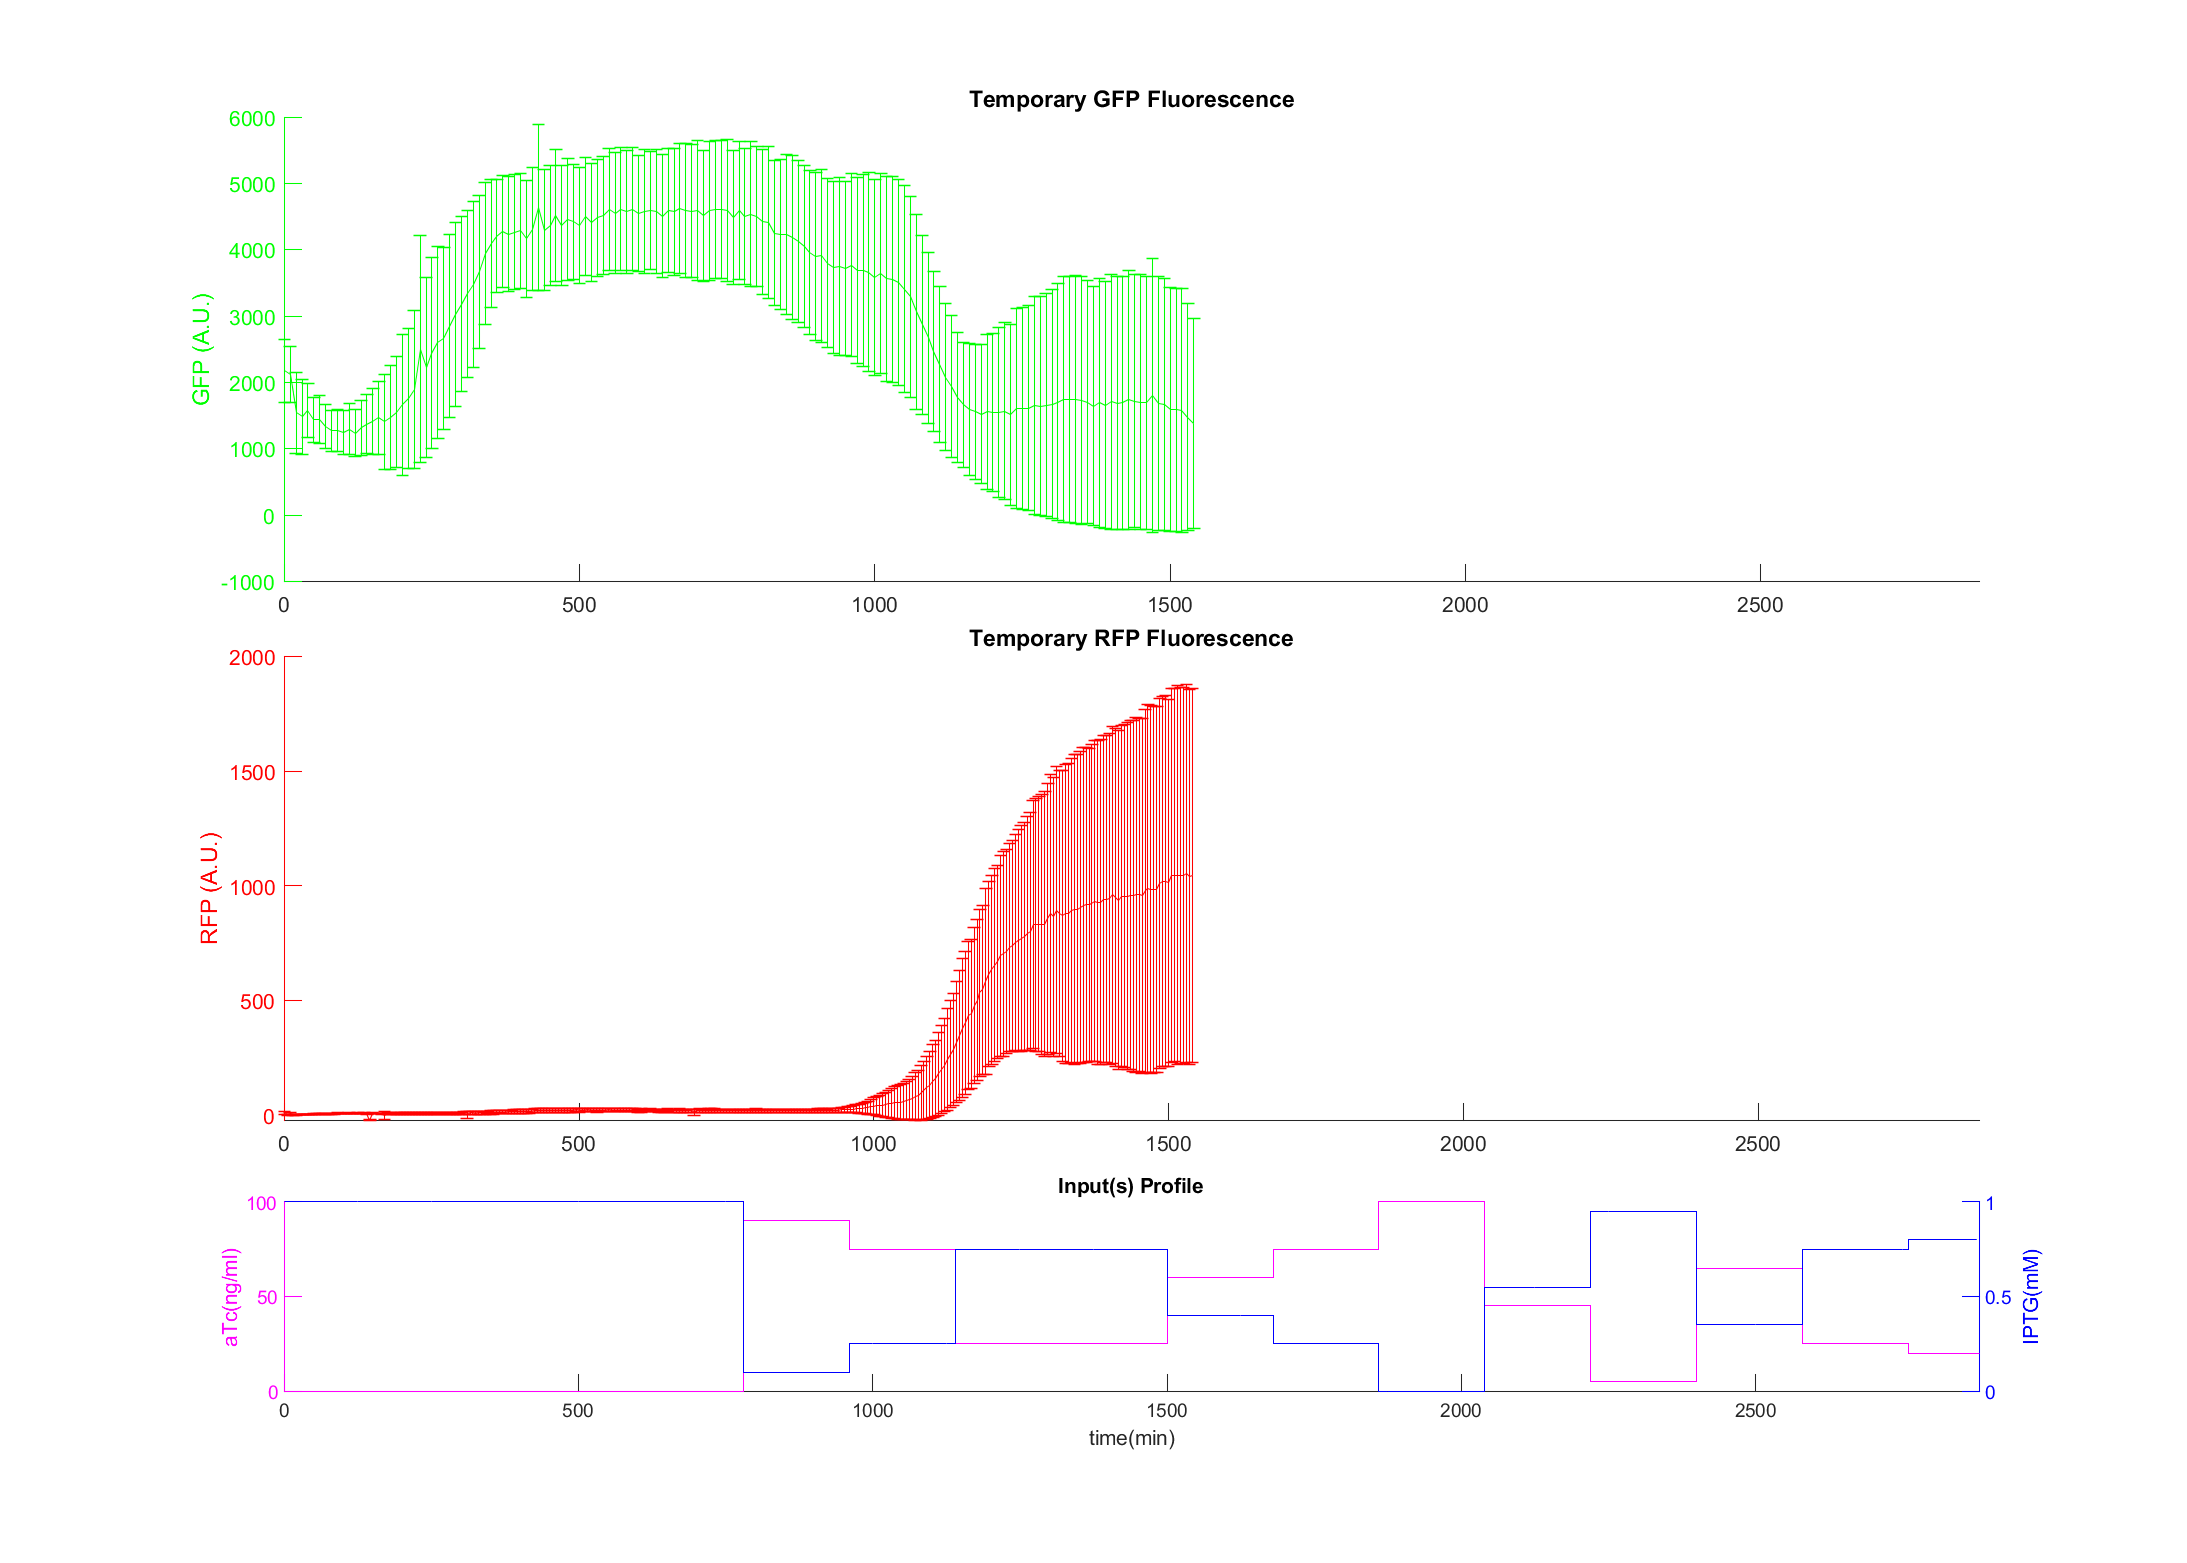 Temporary GFP Fluorescence
GFP (A.U.)
6000
5000
4000
3000
2000
1000
0
-1000
0 500 1000 1500 2000 2500
Temporary RFP Fluorescence
RFP (A.U.)
2000
1500
1000
500
0
0 500 1000 1500 2000 2500
Input(s) Profile
aTc(ng/ml)
100
50
0
1
0.5
0
IPTG(mM)
0 500 1000 1500 2000 2500
time(min)